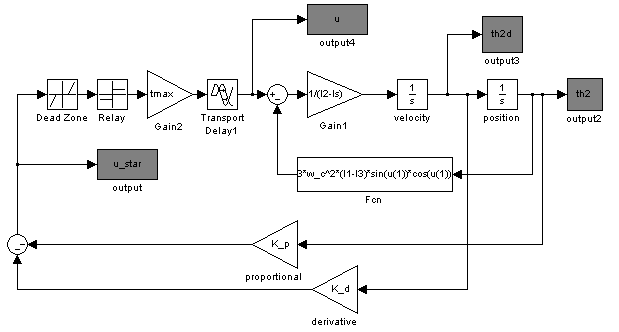 u
output4
th2d
output3
Dead Zone
Relay
tmax
Gain2
Transport
Delay1
1/(I2-Is)
Gain1
1
s
velocity
1
s
position
th2
output2
u_star
output
3*w_c^2*(I1-I3)*sin(u(1))*cos(u(1))
Fcn
K_p
proportional
K_d
derivative